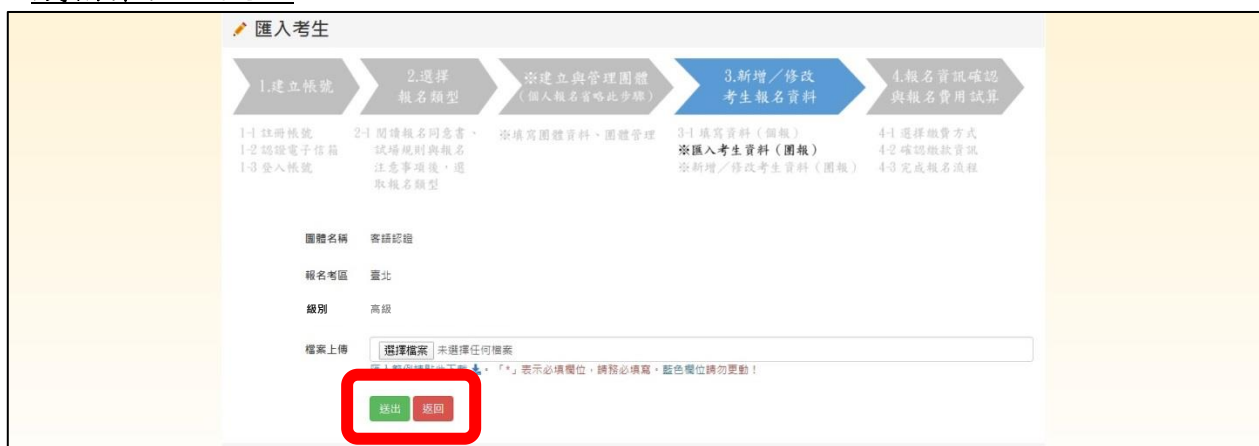 匯入考生
1.建立帳號
2.選擇
報名類型
※建立與管理團體
(個人報名省略此步驟)
3.新增／修改
考生報名資料
4.報名資訊確認
與報名費用試算
1-1 註冊帳號
1-2 認證電子信箱
1-3 登入帳號
2-1 閱讀報名同意書、
試場規則與報名
注意事項後，選
取報名類型
※填寫團體資料、團體管理
3-1 填寫資料（個報）
※匯入考生資料（團報）
※新增／修改考生資料（團報）
4-1 選擇繳費方式
4-2 確認繳款資訊
4-3 完成報名流程
團體名稱 客語認證
報名考區 臺北
級別 高級
檔案上傳 選擇檔案 未選擇任何檔案
，「*」表示必填欄位，請務必填寫，藍色欄位請勿更動！
送出 返回